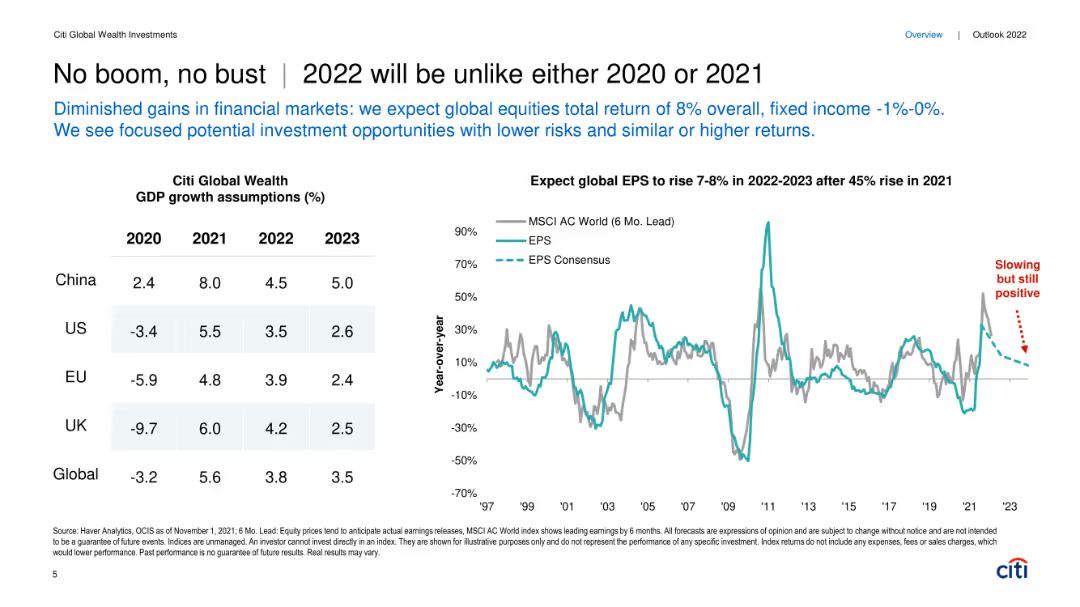 Citi Global Wealth Investments
Overview | Outlook 2022
No boom, no bust | 2022 will be unlike either 2020 or 2021
Diminished gains in financial markets: we expect global equities total return of 8% overall, fixed income -1%-0%.
We see focused potential investment opportunities with lower risks and similar or higher returns.
Citi Global Wealth
GDP growth assumptions (%)
2020 2021 2022 2023
China 2.4 8.0 4.5 5.0
US -3.4 5.5 3.5 2.6
EU -5.9 4.8 3.9 2.4
UK -9.7 6.0 4.2 2.5
Global -3.2 5.6 3.8 3.5
Expect global EPS to rise 7-8% in 2022-2023 after 45% rise in 2021
MSCI AC World (6 Mo. Lead)
EPS
EPS Consensus
Slowing
but still
positive
Year-over-year
90%
70%
50%
30%
10%
-10%
-30%
-50%
-70%
'97 '99 '01 '03 '05 '07 '09 '11 '13 '15 '17 '19 '21 '23
Source: Haver Analytics, OCIS as of November 1, 2021; 6 Mo. Lead: Equity prices tend to anticipate actual earnings releases, MSCI AC World index shows leading earnings by 6 months. All forecasts are expressions of opinion and are subject to change without notice and are not intended
to be a guarantee of future events. Indices are unmanaged. An investor cannot invest directly in an index. They are shown for illustrative purposes only and do not represent the performance of any specific investment. Index returns do not include any expenses, fees or sales charges, which
would lower performance. Past performance is no guarantee of future results. Real results may vary.
5
citi